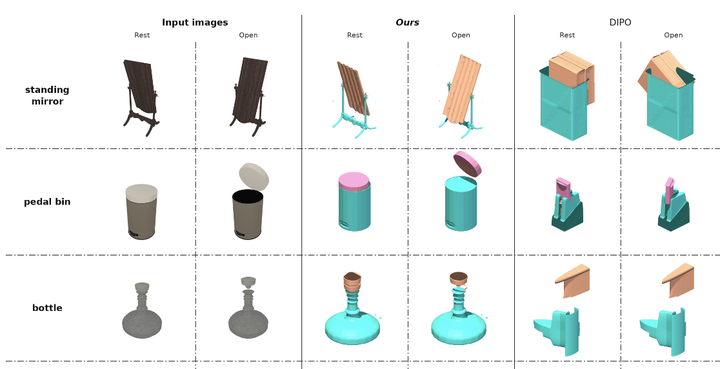 Input images
Ours
DIPO
Rest
Open
Rest
Open
Rest
Open
standing
mirror
pedal bin
bottle